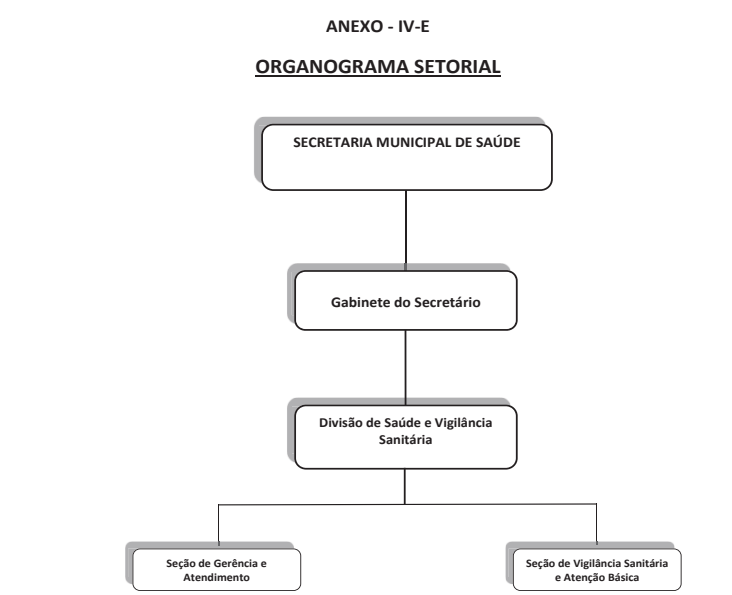 ANEXO - IV-E
ORGANOGRAMA SETORIAL
SECRETARIA MUNICIPAL DE SAÚDE
Gabinete do Secretário
Divisão de Saúde e Vigilância
Sanitária
Seção de Gerência e
Atendimento
Seção de Vigilância Sanitária
e Atenção Básica